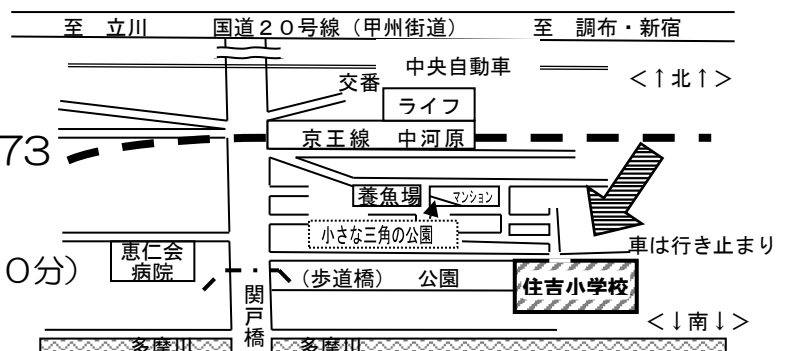 至　立川　　国道２０号線（甲州街道）　　至　調布・新宿
中央自動車
＜↑北↑＞
交番
ライフ
73
京王線　中河原
養魚場
マンション
小さな三角の公園
車は行き止まり
恵仁会
病院
0分）
（歩道橋）　公園
住吉小学校
関戸橋
＜↓南↓＞
多摩川
多摩川